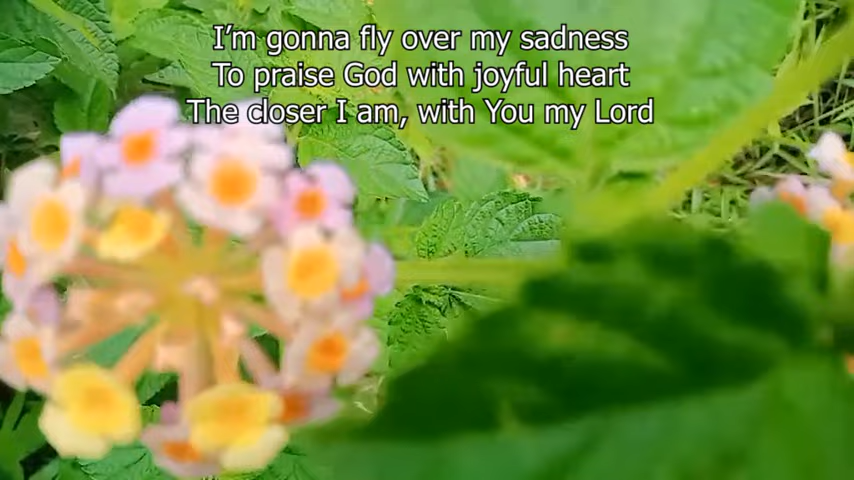 I'm gonna fly over my sadness
To praise God with joyful heart
The closer I am, with You my Lord